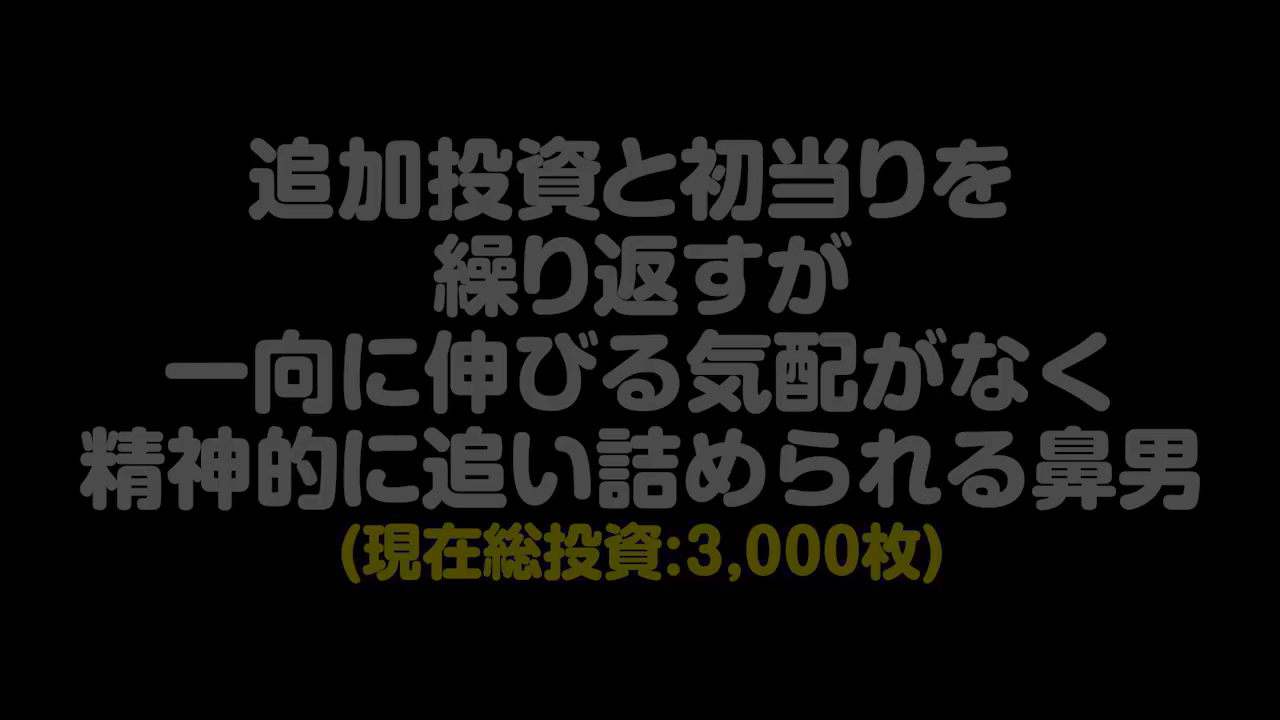 追加投資と初当りを
繰り返すが
一向に伸びる気配がなく
精神的に追い詰められる鼻男
(現在総投資:3,000枚)